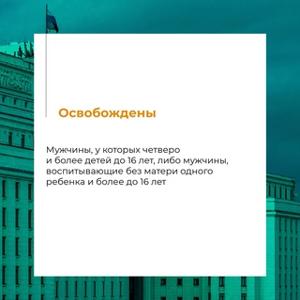 Освобождены
Мужчины, у которых четверо
и более детей до 16 лет, либо мужчины,
воспитывающие без матери одного
ребенка и более до 16 лет